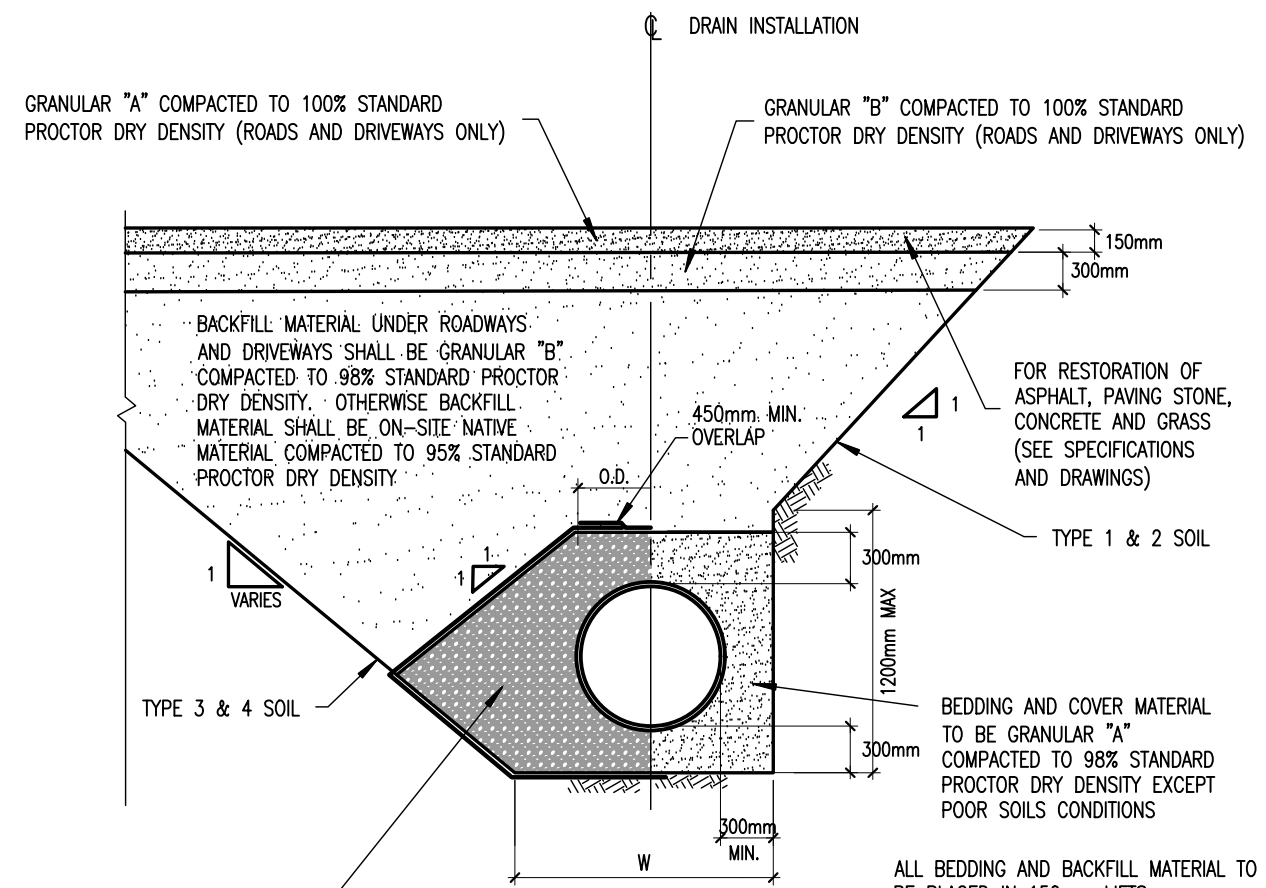 ℄ DRAIN INSTALLATION
GRANULAR "A" COMPACTED TO 100% STANDARD
PROCTOR DRY DENSITY (ROADS AND DRIVEWAYS ONLY)
GRANULAR "B" COMPACTED TO 100% STANDARD
PROCTOR DRY DENSITY (ROADS AND DRIVEWAYS ONLY)
150mm
300mm
BACKFILL MATERIAL UNDER ROADWAYS
AND DRIVEWAYS SHALL BE GRANULAR "B"
COMPACTED TO 98% STANDARD PROCTOR
DRY DENSITY. OTHERWISE BACKFILL
MATERIAL SHALL BE ON-SITE NATIVE
MATERIAL COMPACTED TO 95% STANDARD
PROCTOR DRY DENSITY
450mm MIN.
OVERLAP
O.D.
1
1
FOR RESTORATION OF
ASPHALT, PAVING STONE,
CONCRETE AND GRASS
(SEE SPECIFICATIONS
AND DRAWINGS)
TYPE 1 & 2 SOIL
1
VARIES
1
1
300mm
1200mm MAX
300mm
TYPE 3 & 4 SOIL
BEDDING AND COVER MATERIAL
TO BE GRANULAR "A"
COMPACTED TO 98% STANDARD
PROCTOR DRY DENSITY EXCEPT
POOR SOILS CONDITIONS
300mm
MIN.
W
ALL BEDDING AND BACKFILL MATERIAL TO
BE PLACED IN 150mm LIFTS